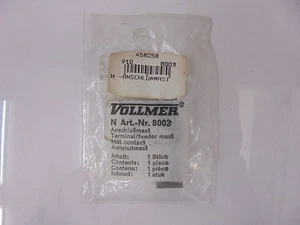 458258
910 8003
N -ANSCHLUßMAST
VOLLMER®
N Art.-Nr. 8003
Anschlußmast
Terminal/feeder mast
Mât contact
Aansluitmast
Inhalt: 1 Stück
Contents: 1 piece
Contenu: 1 pièce
Inhoud: 1 stuk